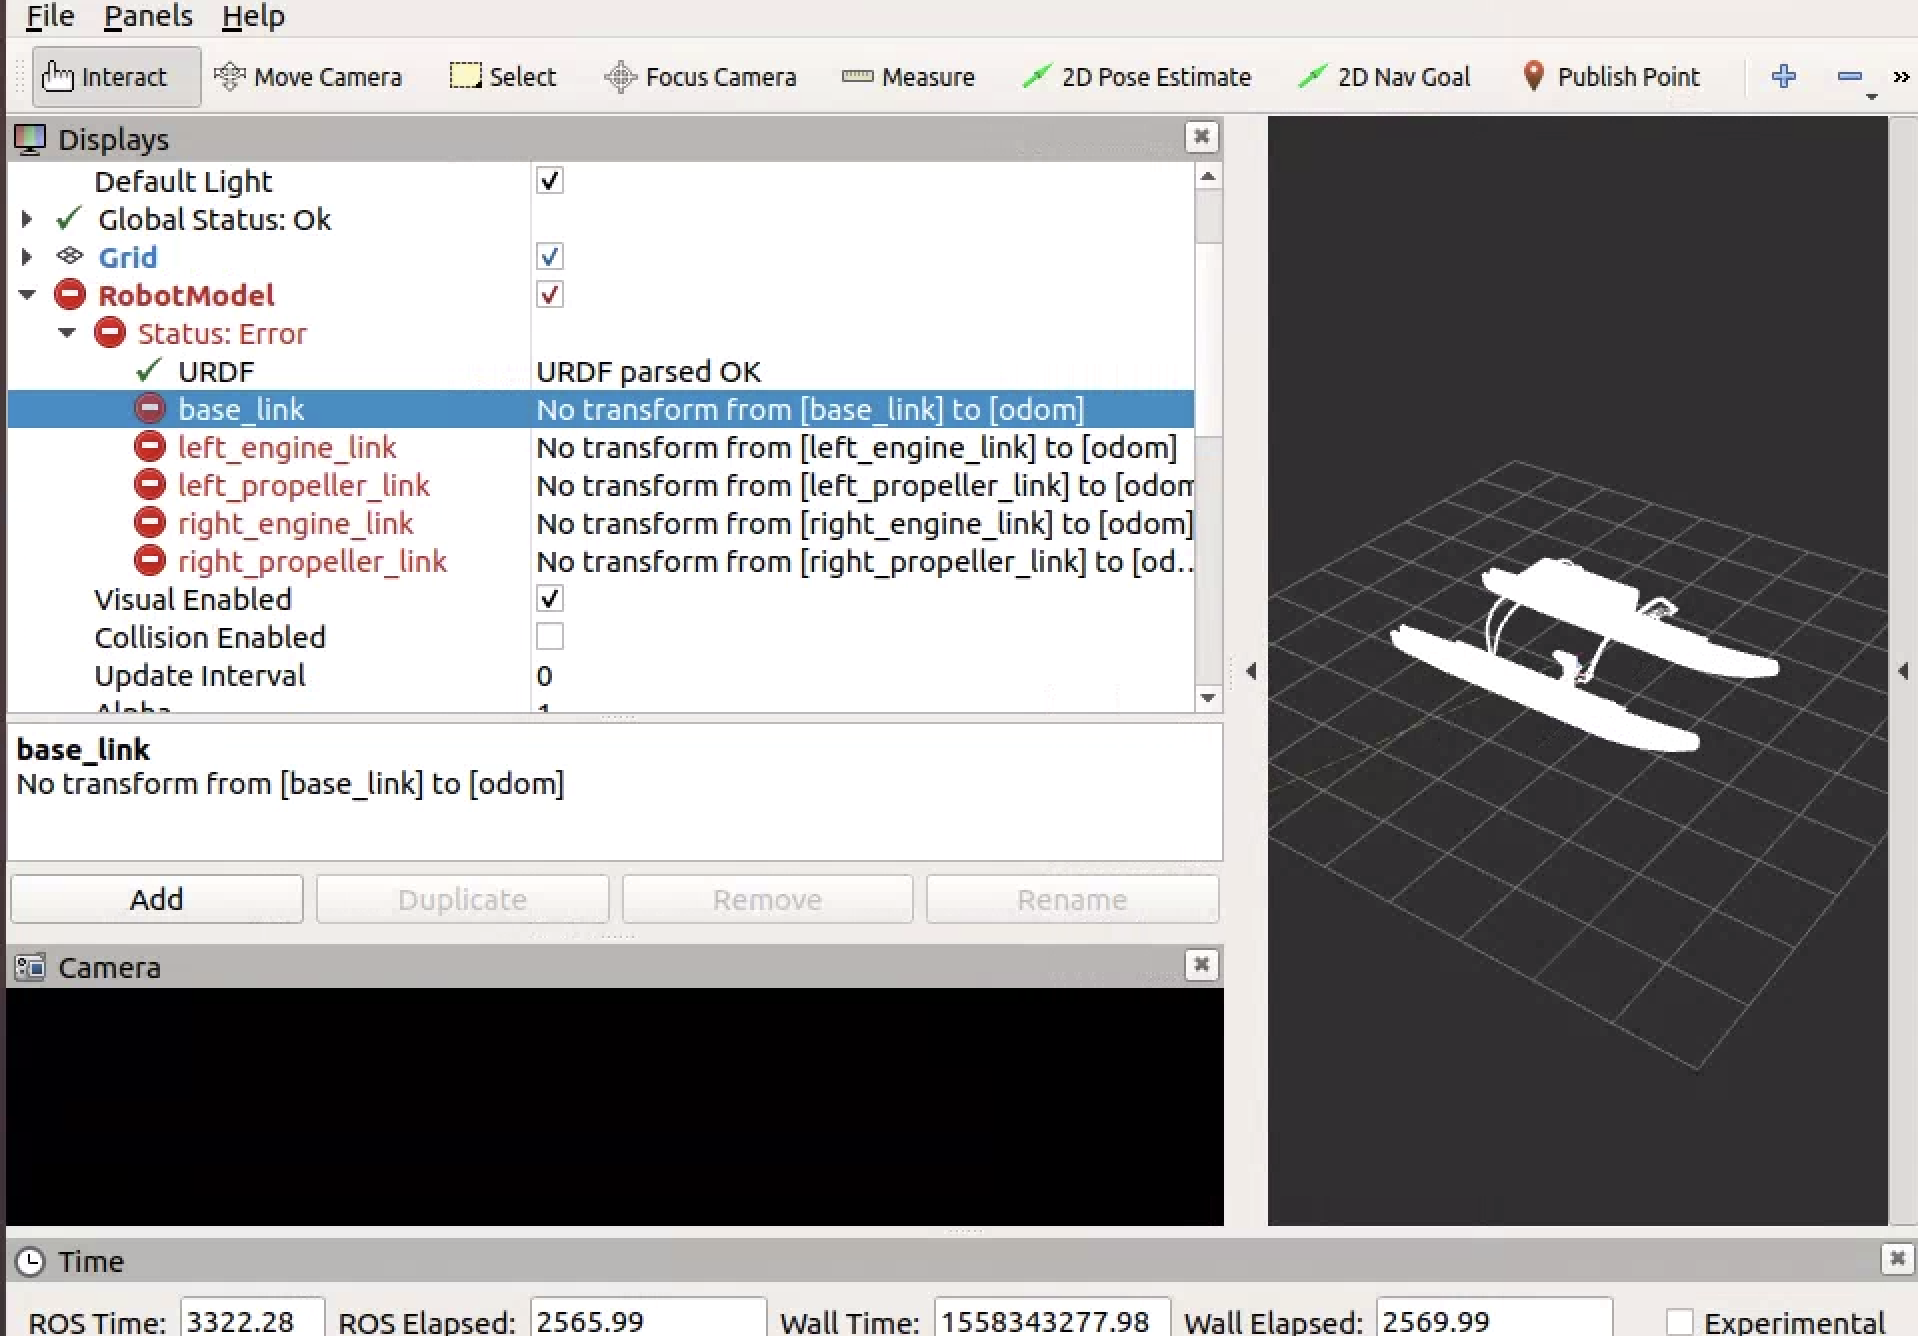 File Panels Help
Interact Move Camera Select Focus Camera Measure 2D Pose Estimate 2D Nav Goal Publish Point »
Displays
Default Light
Global Status: Ok
Grid
RobotModel
Status: Error
URDF URDF parsed OK
base_link No transform from [base_link] to [odom]
left_engine_link No transform from [left_engine_link] to [odom]
left_propeller_link No transform from [left_propeller_link] to [odom
right_engine_link No transform from [right_engine_link] to [odom]
right_propeller_link No transform from [right_propeller_link] to [od...
Visual Enabled
Collision Enabled
Update Interval 0
Alpha 1
base_link
No transform from [base_link] to [odom]
Add Duplicate Remove Rename
Camera
Time
ROS Time: 3322.28 ROS Elapsed: 2565.99 Wall Time: 1558343277.98 Wall Elapsed: 2569.99 Experimental